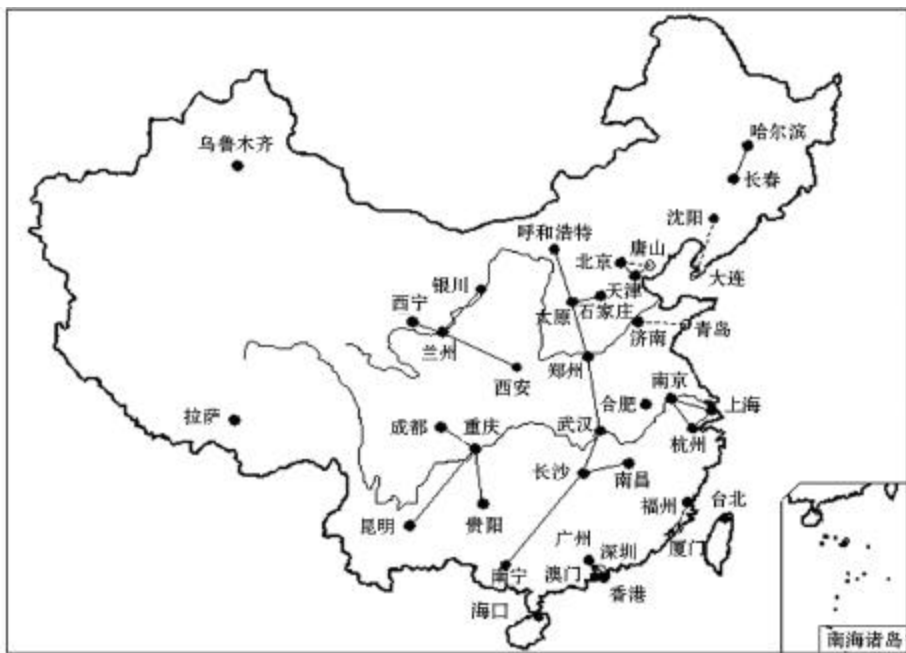 哈尔滨
乌鲁木齐
长春
沈阳
呼和浩特
唐山
北京
大连
银川
天津
西宁
太原
石家庄
济南
青岛
兰州
郑州
西安
南京
合肥
上海
拉萨
成都
重庆
武汉
杭州
长沙
南昌
福州
台北
昆明
贵阳
广州
厦门
深圳
南宁
澳门
香港
海口
南海诸岛